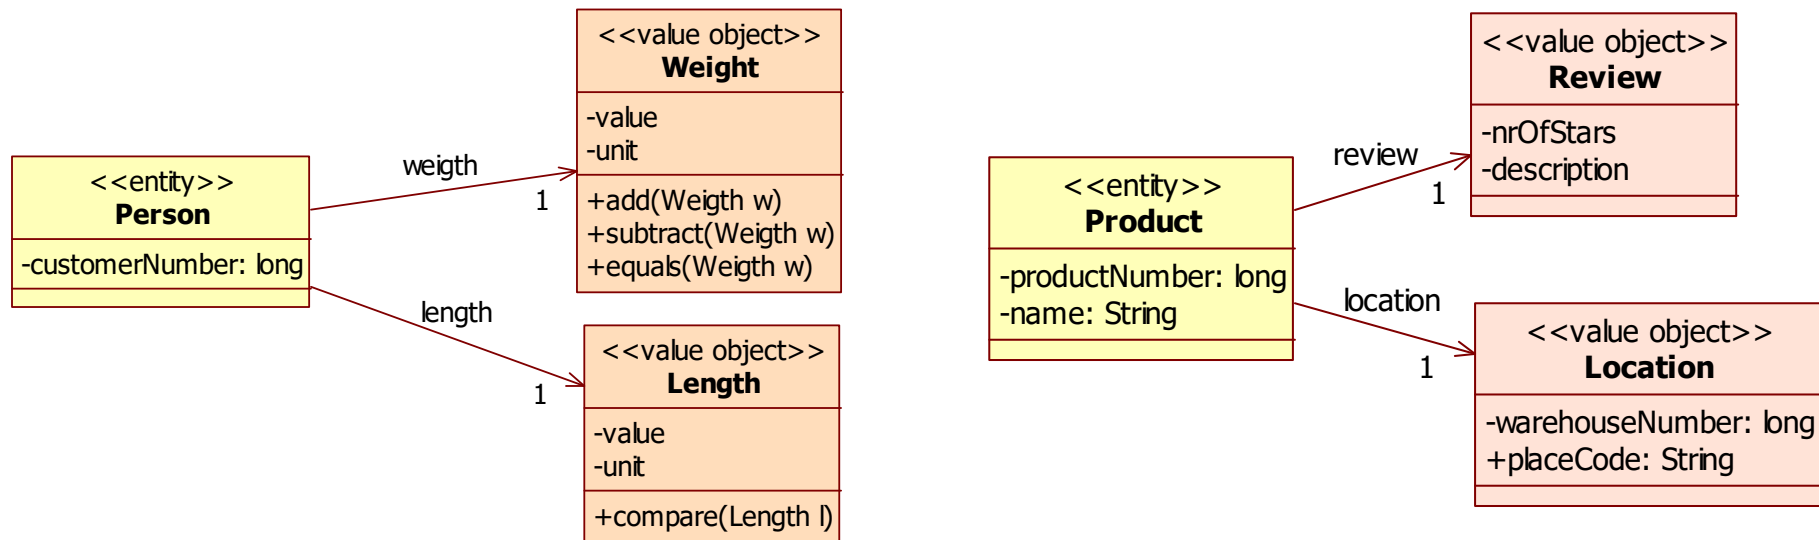 <<entity>>
Person
-customerNumber: long
weigth
1
<<value object>>
Weight
-value
-unit
+add(Weigth w)
+subtract(Weigth w)
+equals(Weigth w)
length
1
<<value object>>
Length
-value
-unit
+compare(Length l)
<<entity>>
Product
-productNumber: long
-name: String
review
1
<<value object>>
Review
-nrOfStars
-description
location
1
<<value object>>
Location
-warehouseNumber: long
+placeCode: String